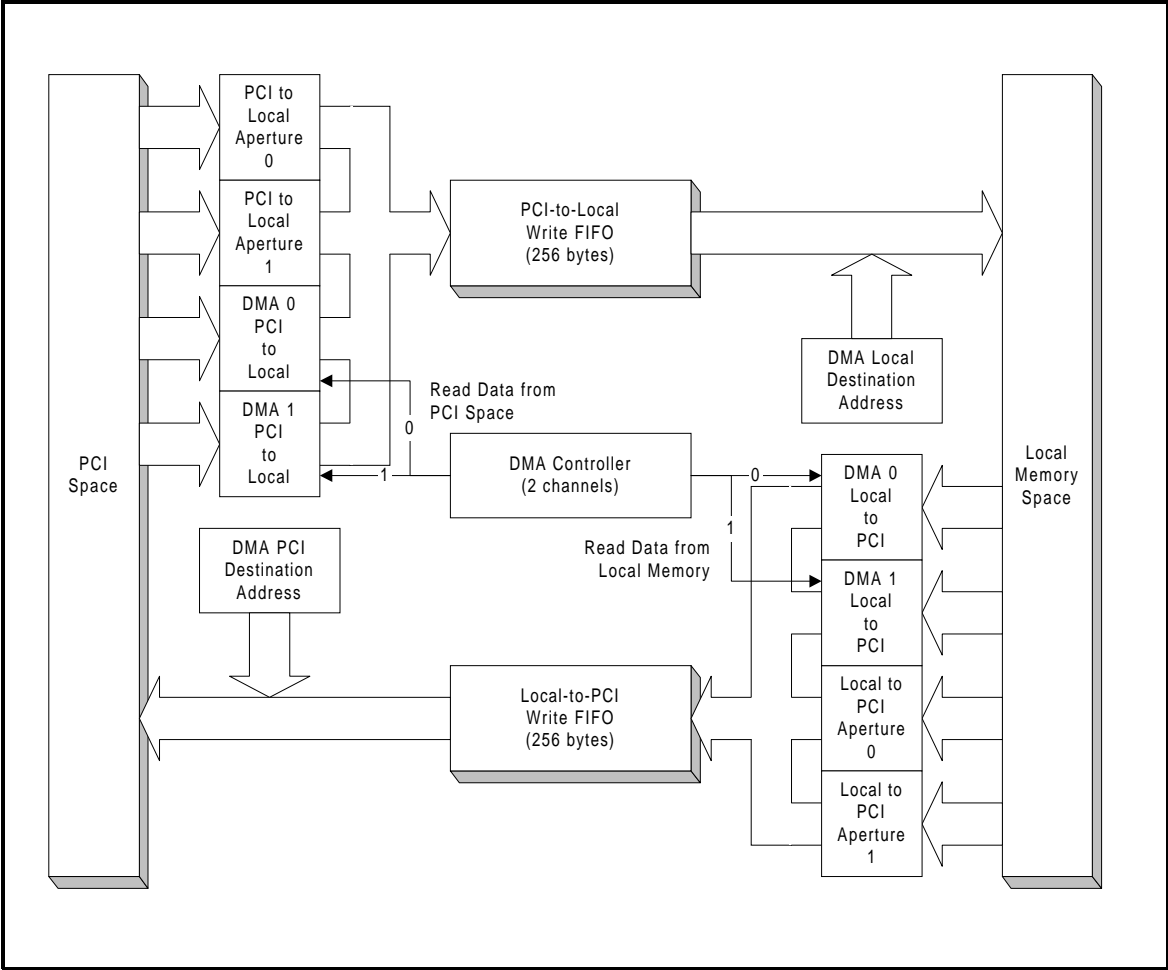 PCI to
Local
Aperture
0
PCI to
Local
Aperture
1
DMA 0
PCI
to
Local
DMA 1
PCI
to
Local
PCI
Space
PCI-to-Local
Write FIFO
(256 bytes)
DMA Local
Destination
Address
Read Data from
PCI Space
0
1
DMA Controller
(2 channels)
0
1
Read Data from
Local Memory
DMA 0
Local
to
PCI
DMA 1
Local
to
PCI
Local to
PCI
Aperture
0
Local to
PCI
Aperture
1
Local
Memory
Space
DMA PCI
Destination
Address
Local-to-PCI
Write FIFO
(256 bytes)